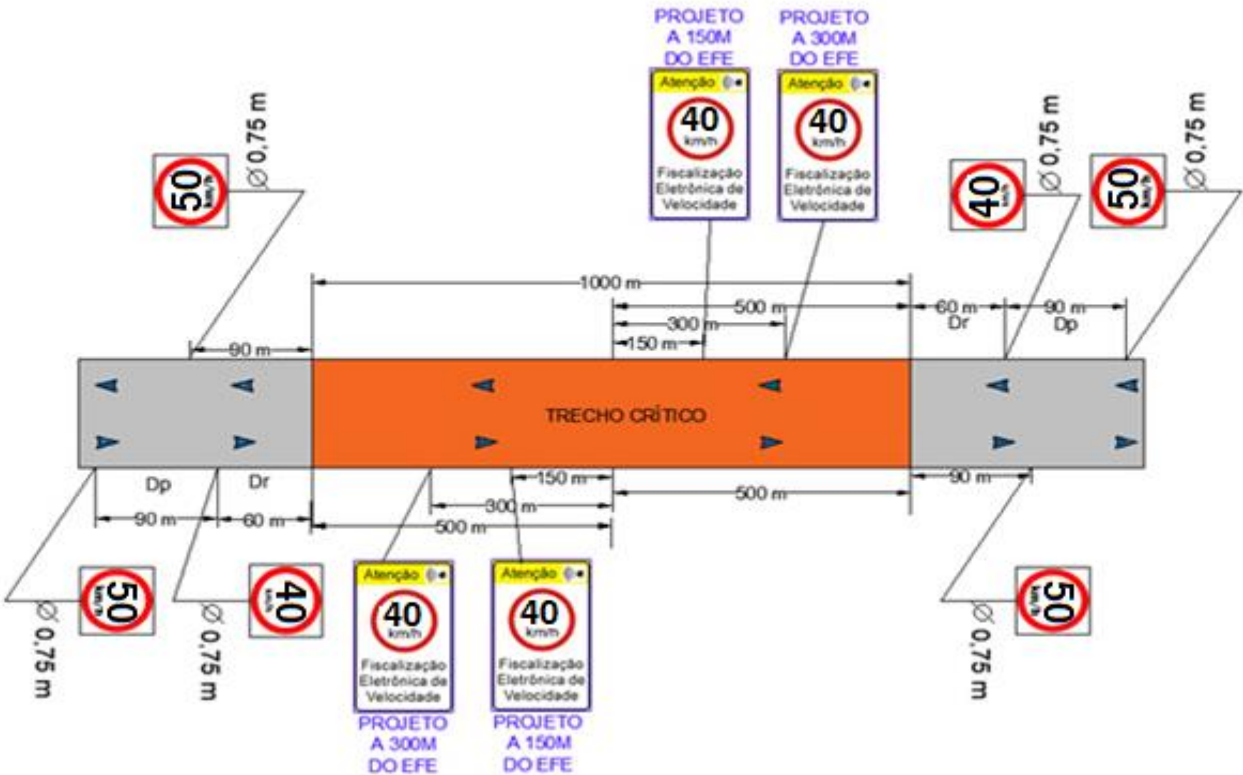 PROJETO
A 150M
DO EFE
PROJETO
A 300M
DO EFE
Atenção
40
km/h
Fiscalização
Eletrônica de
Velocidade
Atenção
40
km/h
Fiscalização
Eletrônica de
Velocidade
50
km/h
Ø 0,75 m
40
km/h
Ø 0,75 m
50
km/h
Ø 0,75 m
1000 m
500 m
60 m
90 m
300 m
Dr
Dp
150 m
90 m
TRECHO CRÍTICO
150 m
90 m
Dp
Dr
300 m
500 m
90 m
60 m
500 m
50
km/h
Ø 0,75 m
40
km/h
Ø 0,75 m
Atenção
40
km/h
Fiscalização
Eletrônica de
Velocidade
Atenção
40
km/h
Fiscalização
Eletrônica de
Velocidade
50
km/h
Ø 0,75 m
PROJETO
A 300M
DO EFE
PROJETO
A 150M
DO EFE